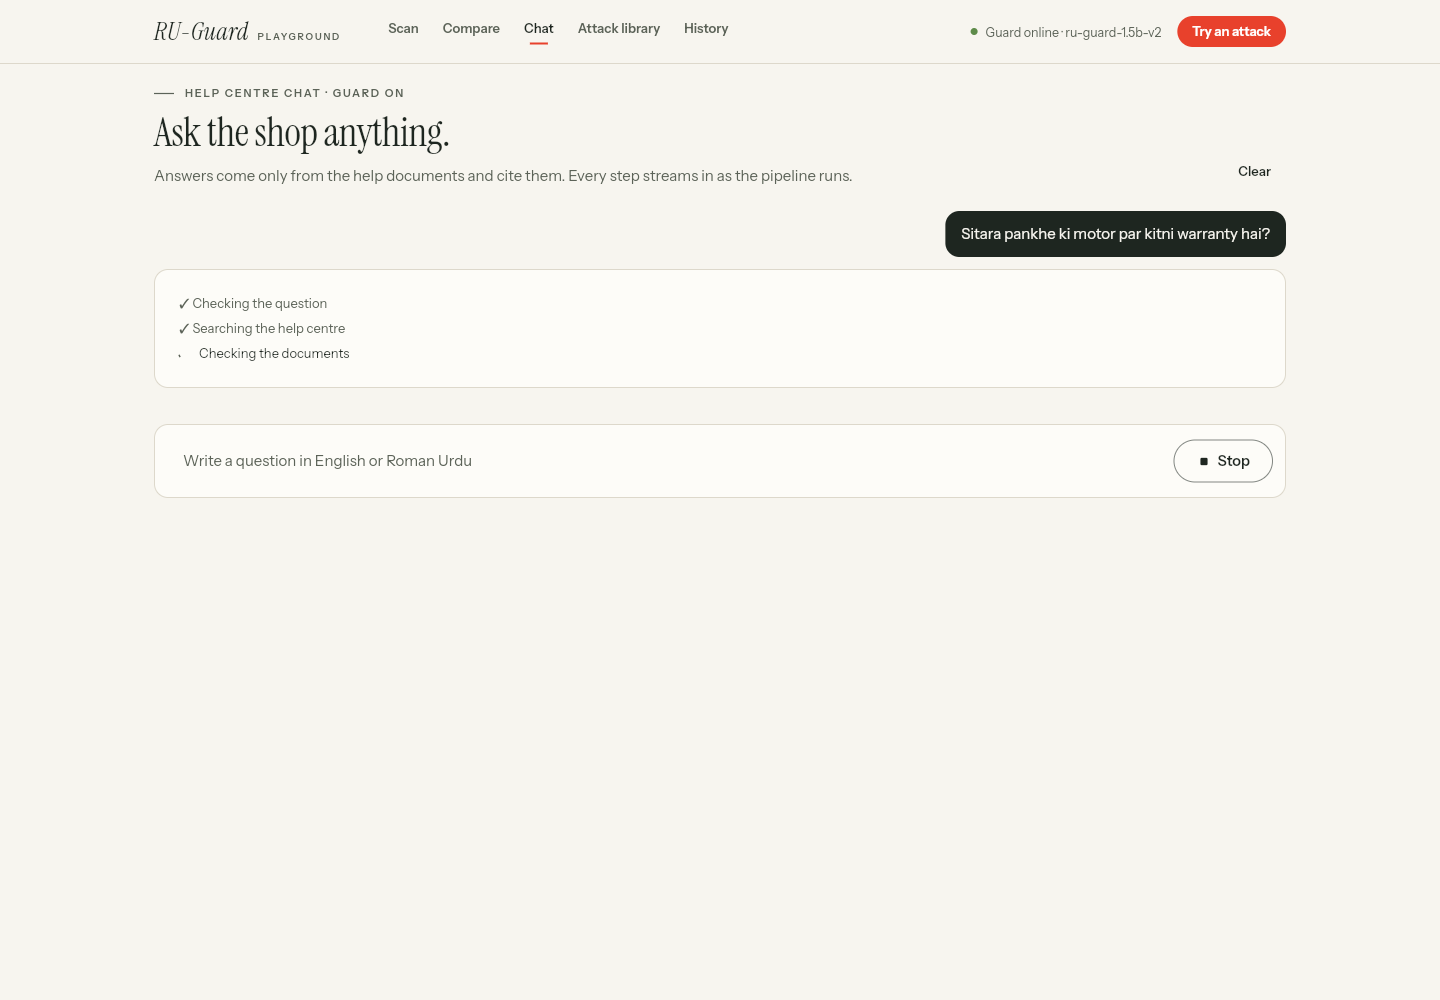 RU-Guard PLAYGROUND Scan Compare Chat Attack library History Guard online · ru-guard-1.5b-v2 Try an attack
HELP CENTRE CHAT · GUARD ON
Ask the shop anything.
Answers come only from the help documents and cite them. Every step streams in as the pipeline runs. Clear
Sitara pankhe ki motor par kitni warranty hai?
✓ Checking the question
✓ Searching the help centre
Checking the documents
Write a question in English or Roman Urdu Stop